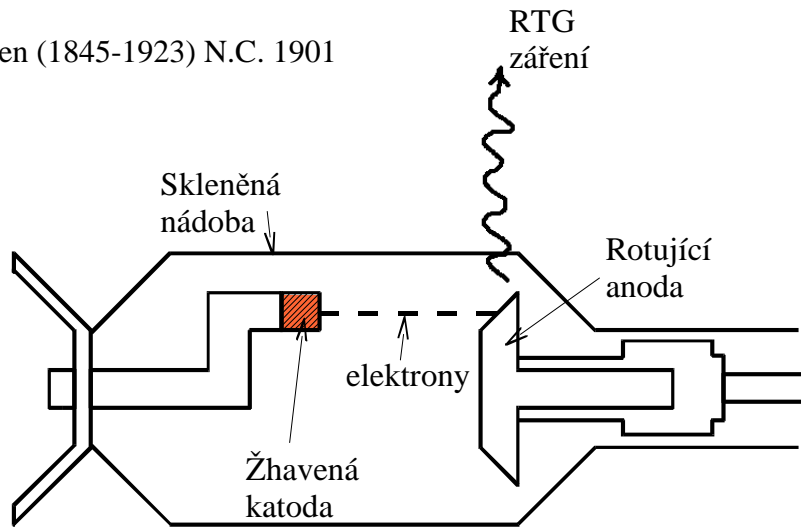 en (1845-1923) N.C. 1901
RTG
záření
Skleněná
nádoba
Rotující
anoda
elektrony
Žhavená
katoda